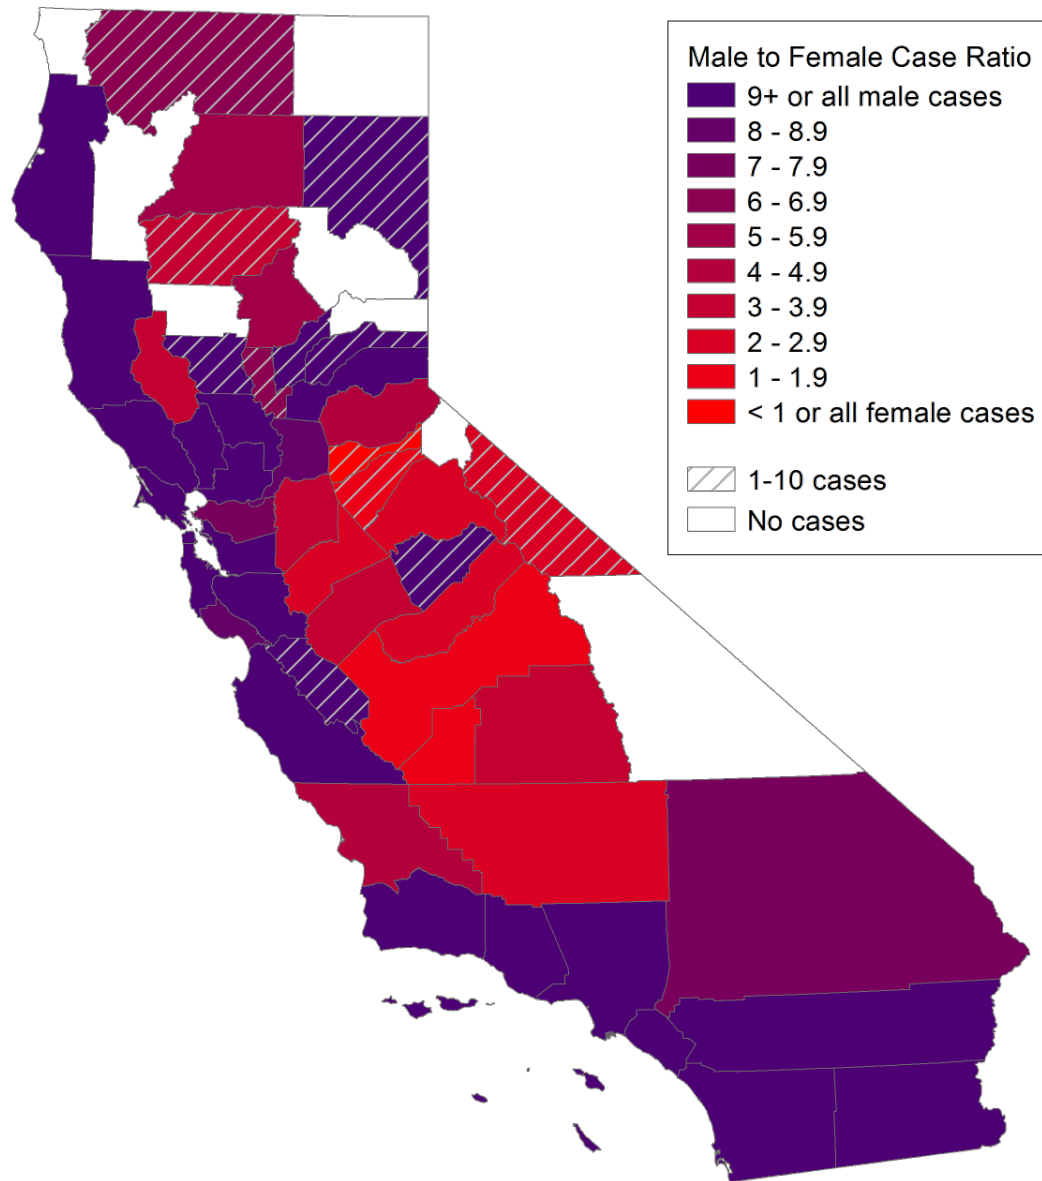 Male to Female Case Ratio
9+ or all male cases
8 - 8.9
7 - 7.9
6 - 6.9
5 - 5.9
4 - 4.9
3 - 3.9
2 - 2.9
1 - 1.9
< 1 or all female cases
1-10 cases
No cases